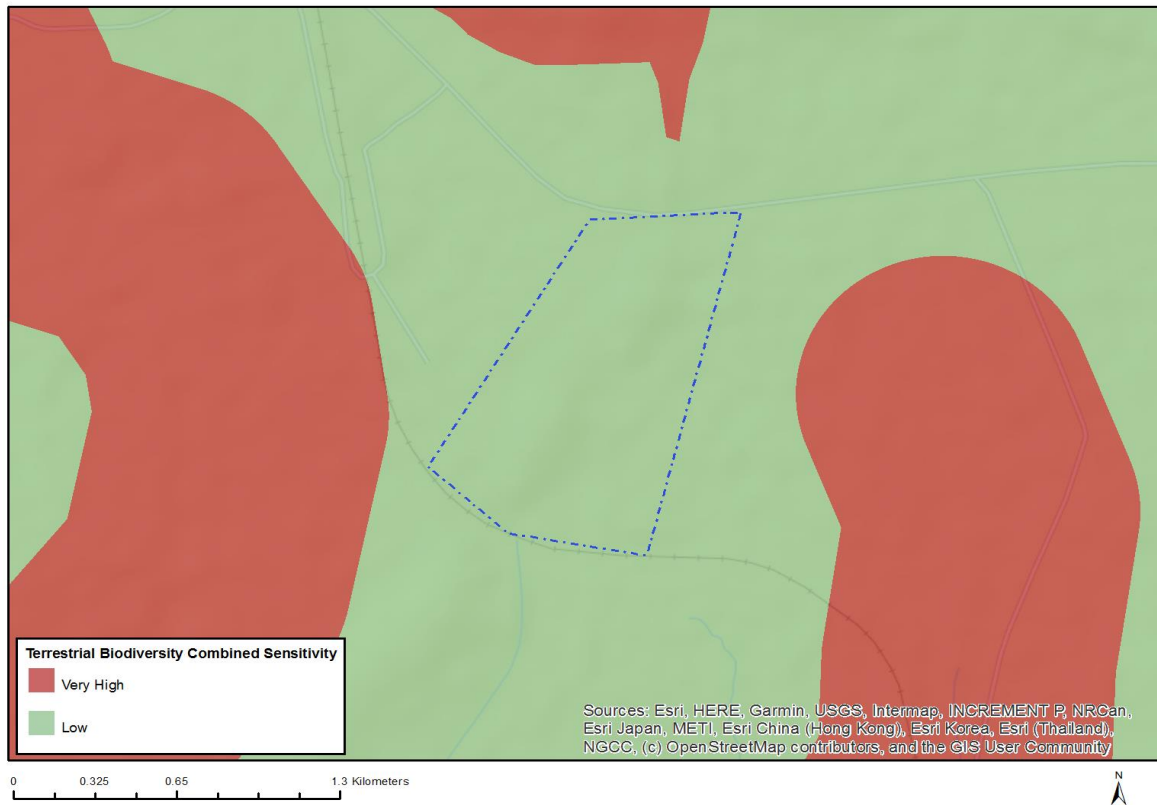 Terrestrial Biodiversity Combined Sensitivity
Very High
Low
Sources: Esri, HERE, Garmin, USGS, Intermap, INCREMENT P, NRCan,
Esri Japan, METI, Esri China (Hong Kong), Esri Korea, Esri (Thailand),
NGCC, (c) OpenStreetMap contributors, and the GIS User Community
0 0.325 0.65 1.3 Kilometers
N